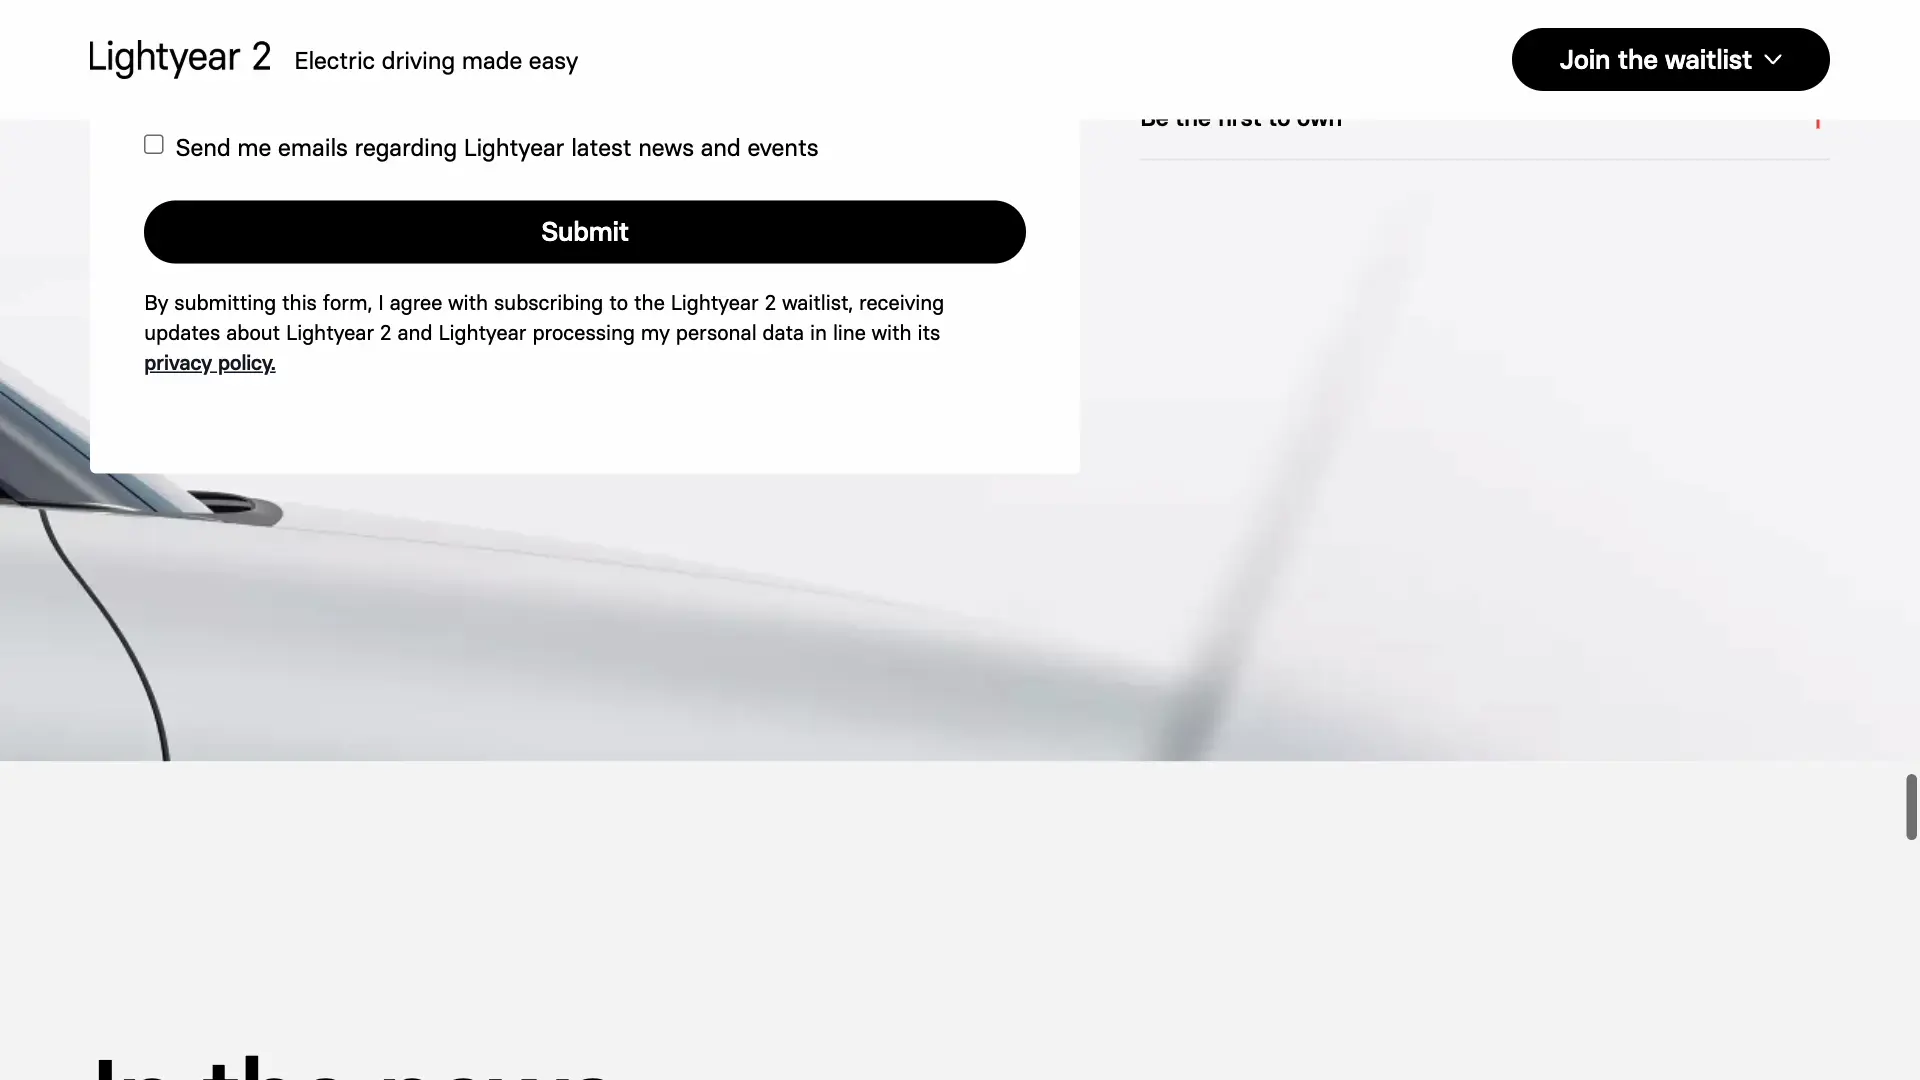 Lightyear 2 Electric driving made easy
Join the waitlist
Be the first to own
Send me emails regarding Lightyear latest news and events
Submit
By submitting this form, I agree with subscribing to the Lightyear 2 waitlist, receiving
updates about Lightyear 2 and Lightyear processing my personal data in line with its
privacy policy.
In the news